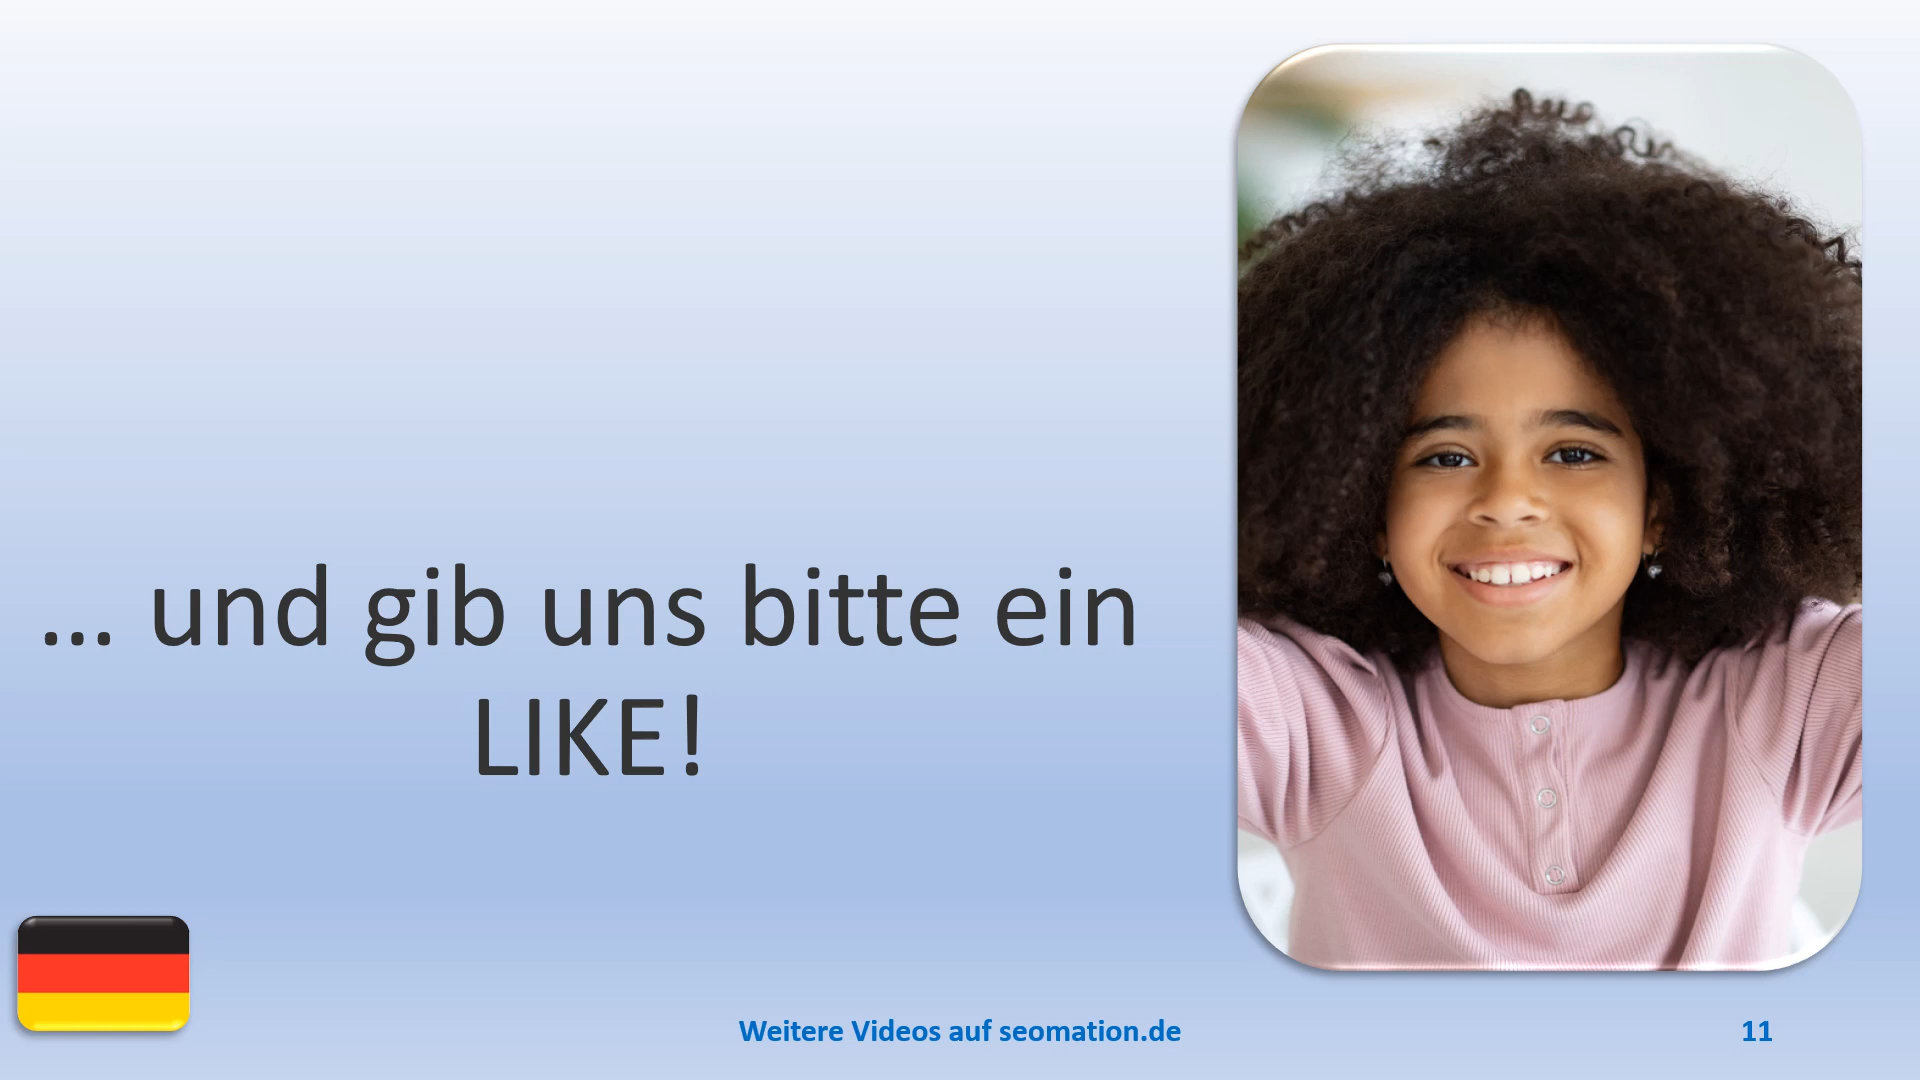 ... und gib uns bitte ein
LIKE!
Weitere Videos auf seomation.de
11